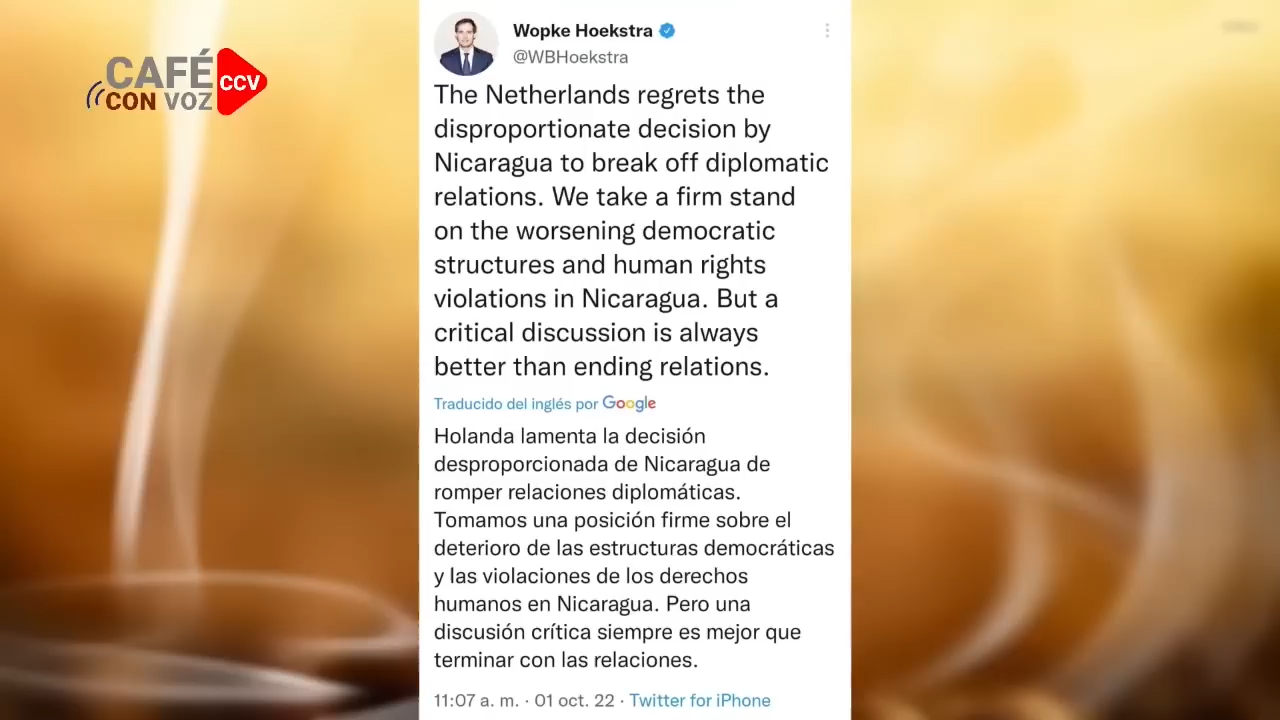 CAFÉ
CON VOZ
CCV
Wopke Hoekstra
@WBHoekstra
The Netherlands regrets the
disproportionate decision by
Nicaragua to break off diplomatic
relations. We take a firm stand
on the worsening democratic
structures and human rights
violations in Nicaragua. But a
critical discussion is always
better than ending relations.
Traducido del inglés por Google
Holanda lamenta la decisión
desproporcionada de Nicaragua de
romper relaciones diplomáticas.
Tomamos una posición firme sobre el
deterioro de las estructuras democráticas
y las violaciones de los derechos
humanos en Nicaragua. Pero una
discusión crítica siempre es mejor que
terminar con las relaciones.
11:07 a. m. · 01 oct. 22 · Twitter for iPhone